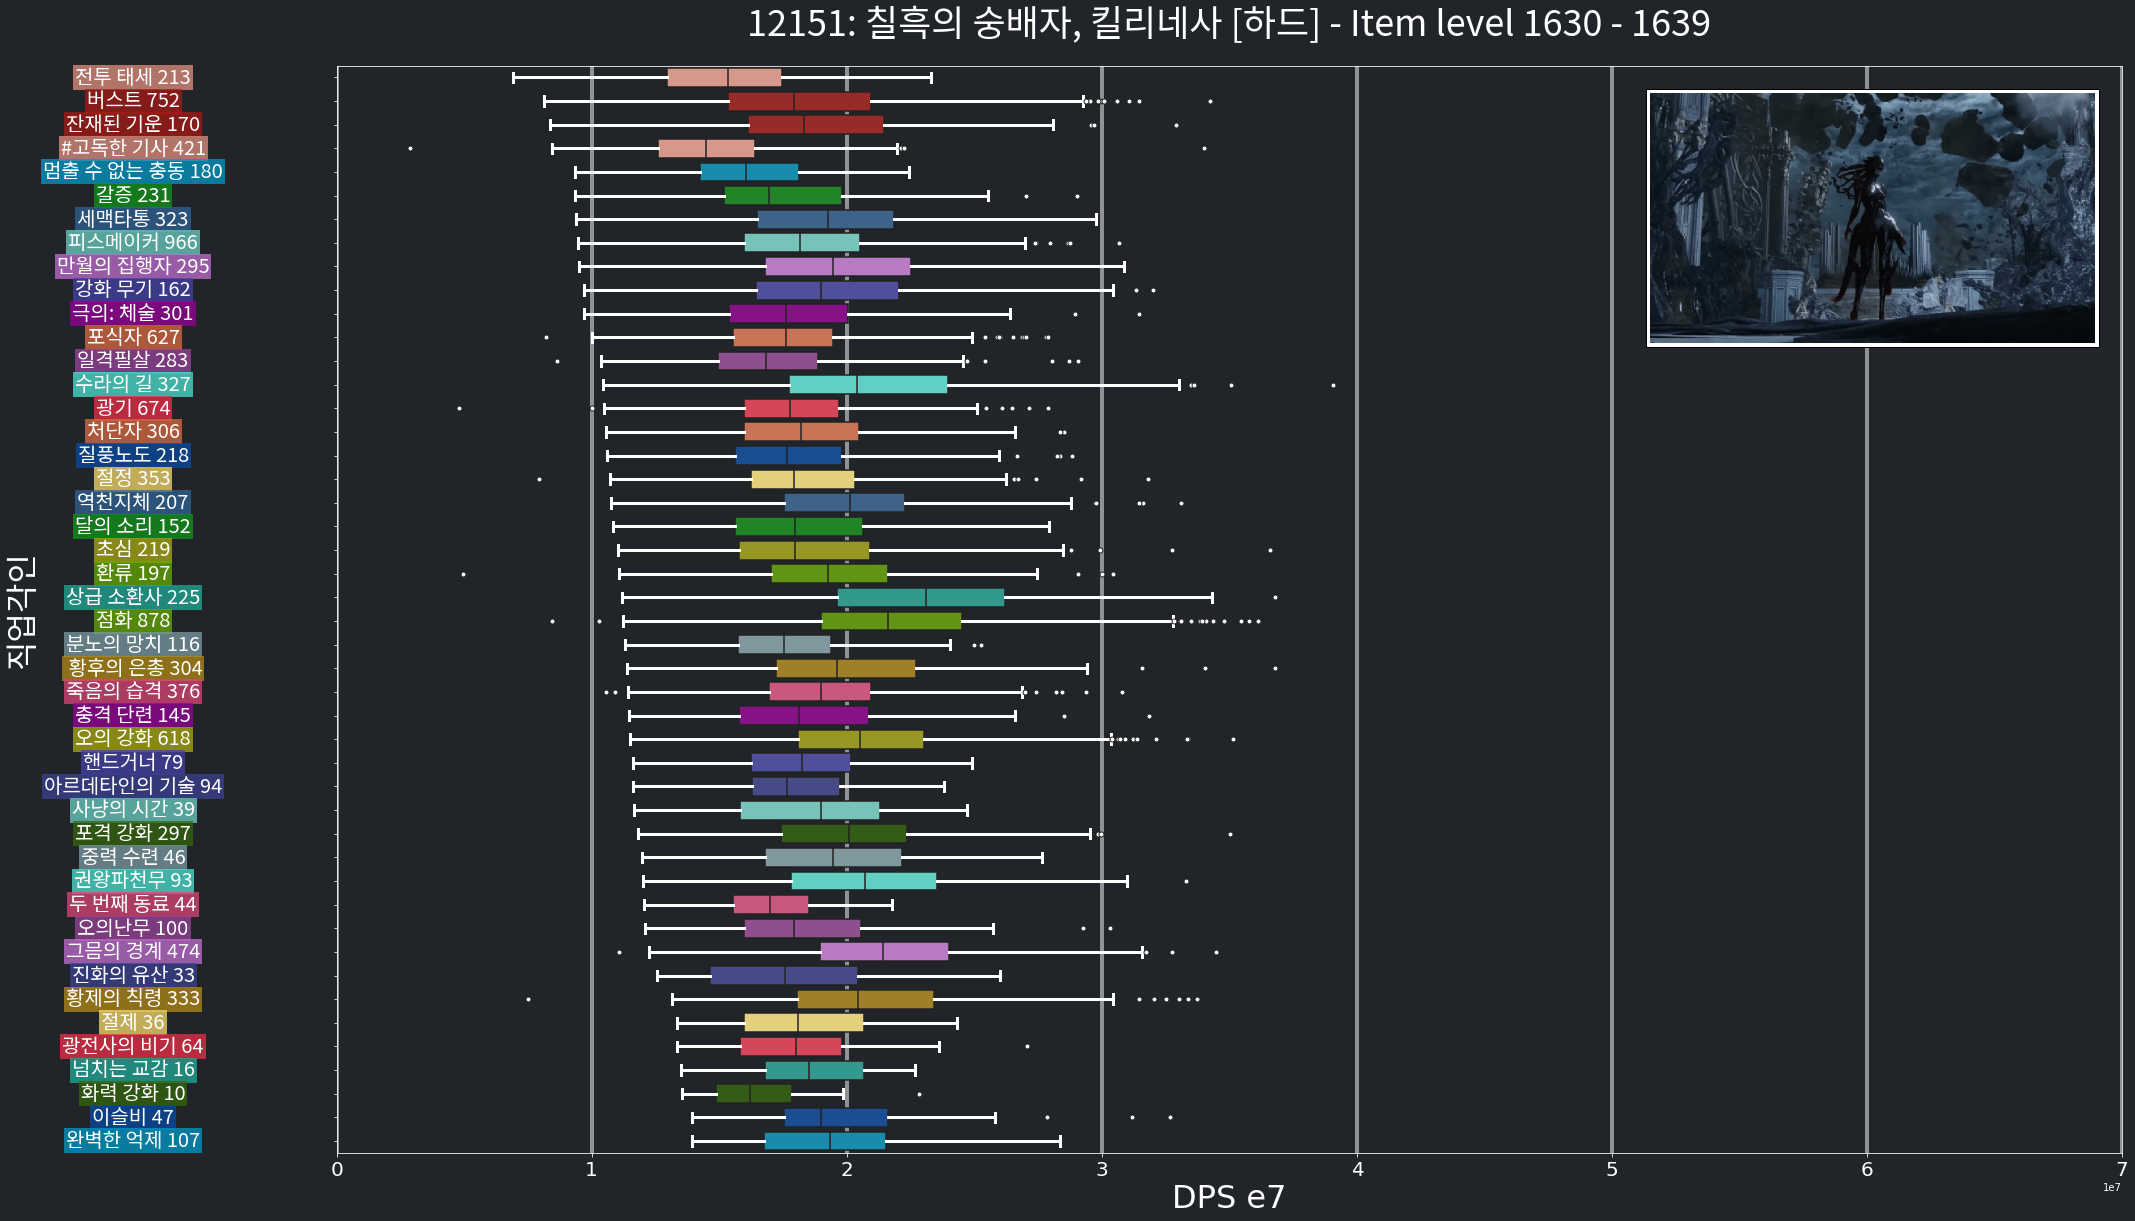 12151: 칠흑의 숭배자, 킬리네사 [하드] - Item level 1630 - 1639
직업각인
전투 태세 213
버스트 752
잔재된 기운 170
#고독한 기사 421
멈출 수 없는 충동 180
갈증 231
세맥타통 323
피스메이커 966
만월의 집행자 295
강화 무기 162
극의: 체술 301
포식자 627
일격필살 283
수라의 길 327
광기 674
처단자 306
질풍노도 218
절정 353
역천지체 207
달의 소리 152
초심 219
환류 197
상급 소환사 225
점화 878
분노의 망치 116
황후의 은총 304
죽음의 습격 376
충격 단련 145
오의 강화 618
핸드거너 79
아르데타인의 기술 94
사냥의 시간 39
포격 강화 297
중력 수련 46
권왕파천무 93
두 번째 동료 44
오의난무 100
그믐의 경계 474
진화의 유산 33
황제의 칙령 333
절제 36
광전사의 비기 64
넘치는 교감 16
화력 강화 10
이슬비 47
완벽한 억제 107
0 1 2 3 4 5 6 7
1e7
DPS e7